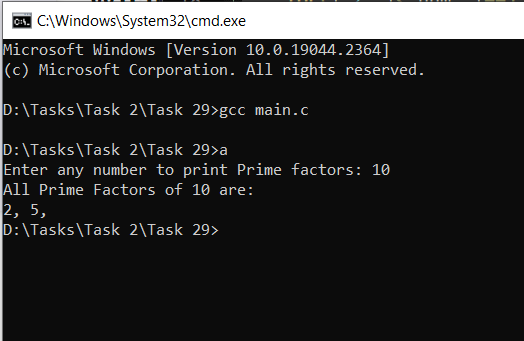 C:\Windows\System32\cmd.exe
Microsoft Windows [Version 10.0.19044.2364]
(c) Microsoft Corporation. All rights reserved.
D:\Tasks\Task 2\Task 29>gcc main.c
D:\Tasks\Task 2\Task 29>a
Enter any number to print Prime factors: 10
All Prime Factors of 10 are:
2, 5,
D:\Tasks\Task 2\Task 29>